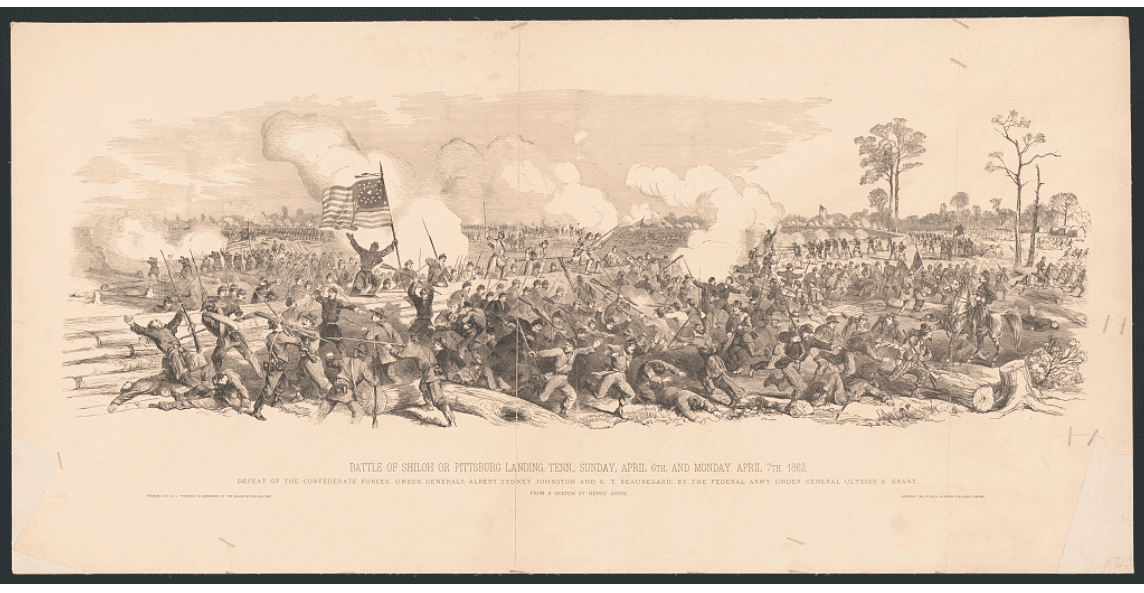 BATTLE OF SHILOH OR PITTSBURG LANDING, TENN., SUNDAY, APRIL 6TH, AND MONDAY, APRIL 7TH, 1862.
DEFEAT OF THE CONFEDERATE FORCES, UNDER GENERALS ALBERT SYDNEY JOHNSTON AND G. T. BEAUREGARD, BY THE FEDERAL ARMY UNDER GENERAL ULYSSES S. GRANT.
FROM A SKETCH BY HENRY LOVIE.